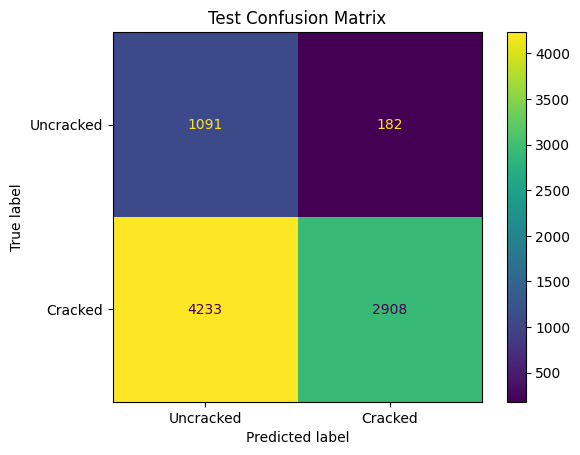 Test Confusion Matrix
Uncracked
1091
182
Cracked
4233
2908
True label
Uncracked
Cracked
Predicted label
4000
3500
3000
2500
2000
1500
1000
500